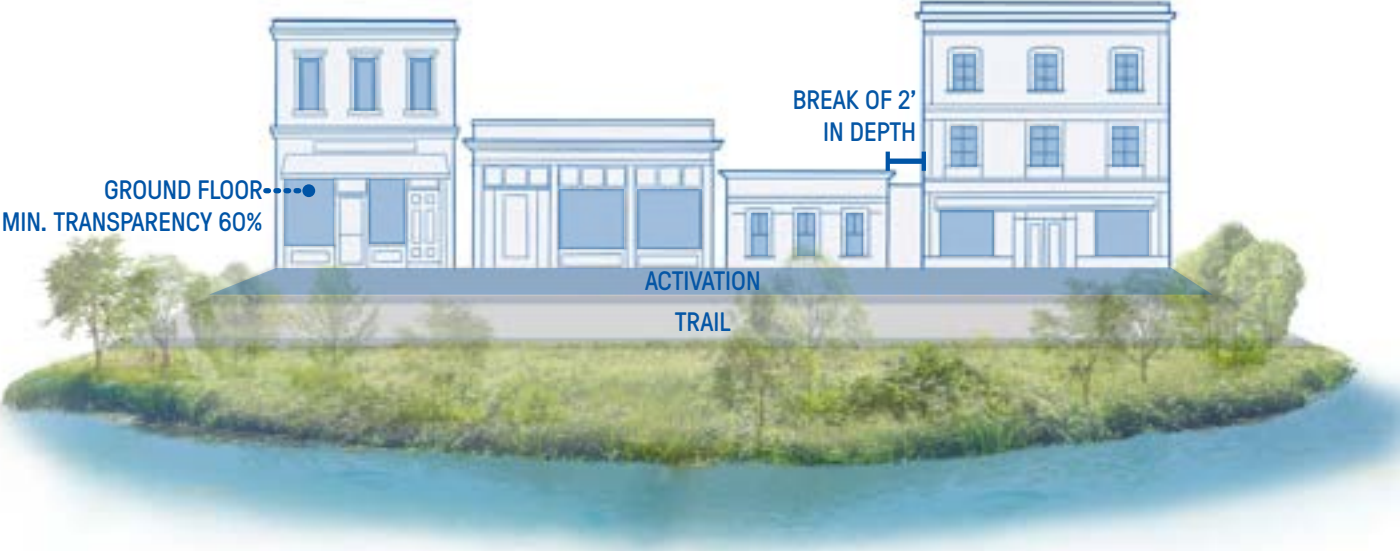 BREAK OF 2’
IN DEPTH
GROUND FLOOR
MIN. TRANSPARENCY 60%
ACTIVATION
TRAIL